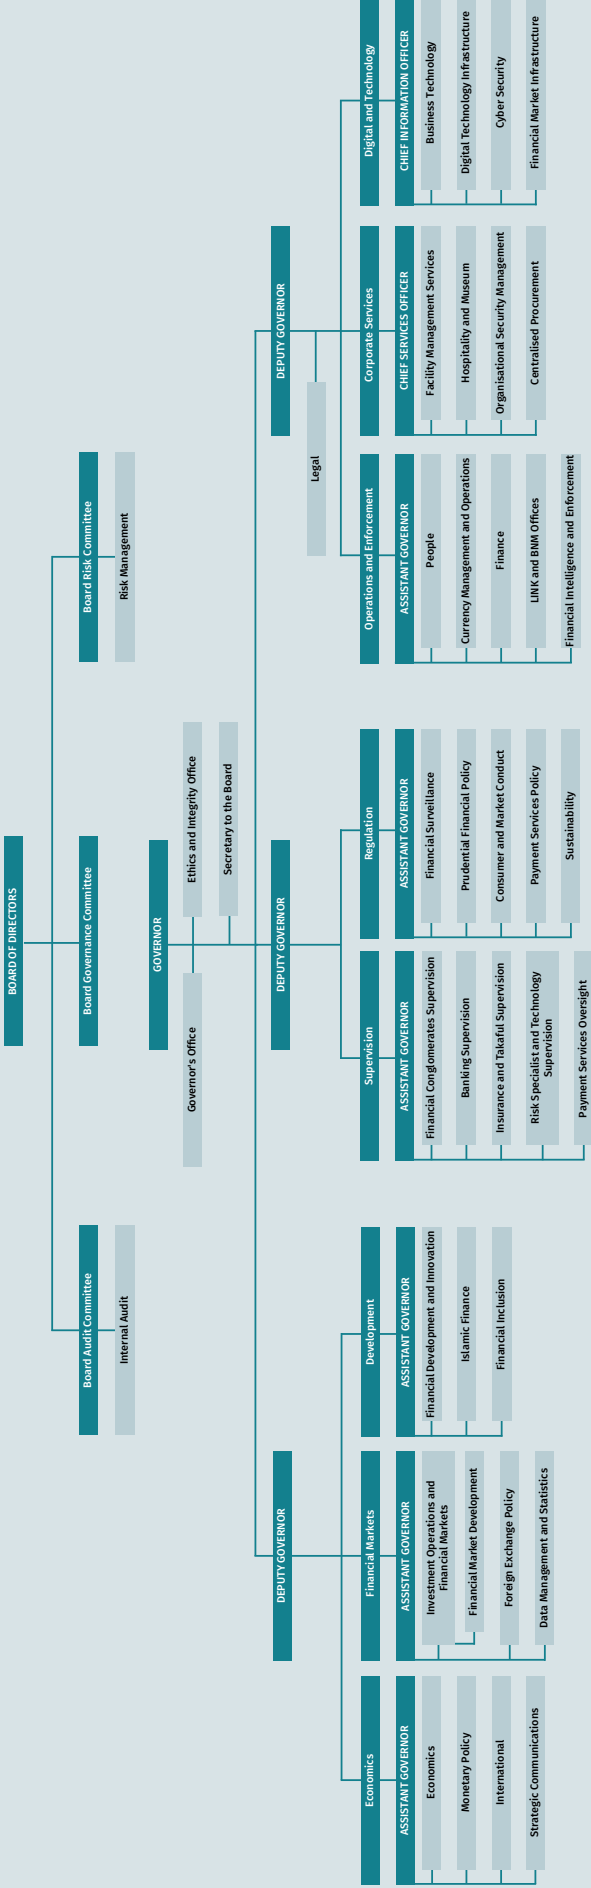 BOARD OF DIRECTORS
Board Audit Committee
Board Governance Committee
Board Risk Committee
Internal Audit
Risk Management
GOVERNOR
Governor's Office
Ethics and Integrity Office
Secretary to the Board
DEPUTY GOVERNOR
DEPUTY GOVERNOR
DEPUTY GOVERNOR
Legal
Economics
ASSISTANT GOVERNOR
Economics
Monetary Policy
International
Strategic Communications
Financial Markets
ASSISTANT GOVERNOR
Investment Operations and
Financial Markets
Financial Market Development
Foreign Exchange Policy
Data Management and Statistics
Development
ASSISTANT GOVERNOR
Financial Development and Innovation
Islamic Finance
Financial Inclusion
Supervision
ASSISTANT GOVERNOR
Financial Conglomerates Supervision
Banking Supervision
Insurance and Takaful Supervision
Risk Specialist and Technology
Supervision
Payment Services Oversight
Regulation
ASSISTANT GOVERNOR
Financial Surveillance
Prudential Financial Policy
Consumer and Market Conduct
Payment Services Policy
Sustainability
Operations and Enforcement
ASSISTANT GOVERNOR
People
Currency Management and Operations
Finance
LINK and BNM Offices
Financial Intelligence and Enforcement
Corporate Services
CHIEF SERVICES OFFICER
Facility Management Services
Hospitality and Museum
Organisational Security Management
Centralised Procurement
Digital and Technology
CHIEF INFORMATION OFFICER
Business Technology
Digital Technology Infrastructure
Cyber Security
Financial Market Infrastructure